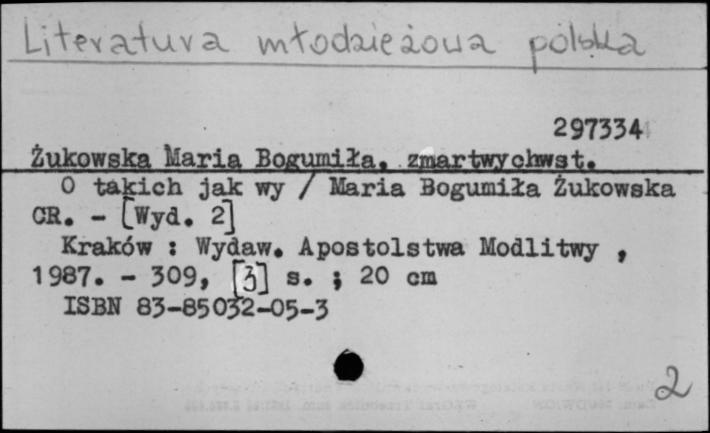 Literatura młodzieżowa polska
297334
Żukowska Maria Bogumiła, zmartwychwst.
O takich jak wy / Maria Bogumiła Żukowska
CR. - [Wyd. 2]
Kraków : Wydaw. Apostolstwa Modlitwy ,
1987. - 309, [3] s. ; 20 cm
ISBN 83-85032-05-3
2